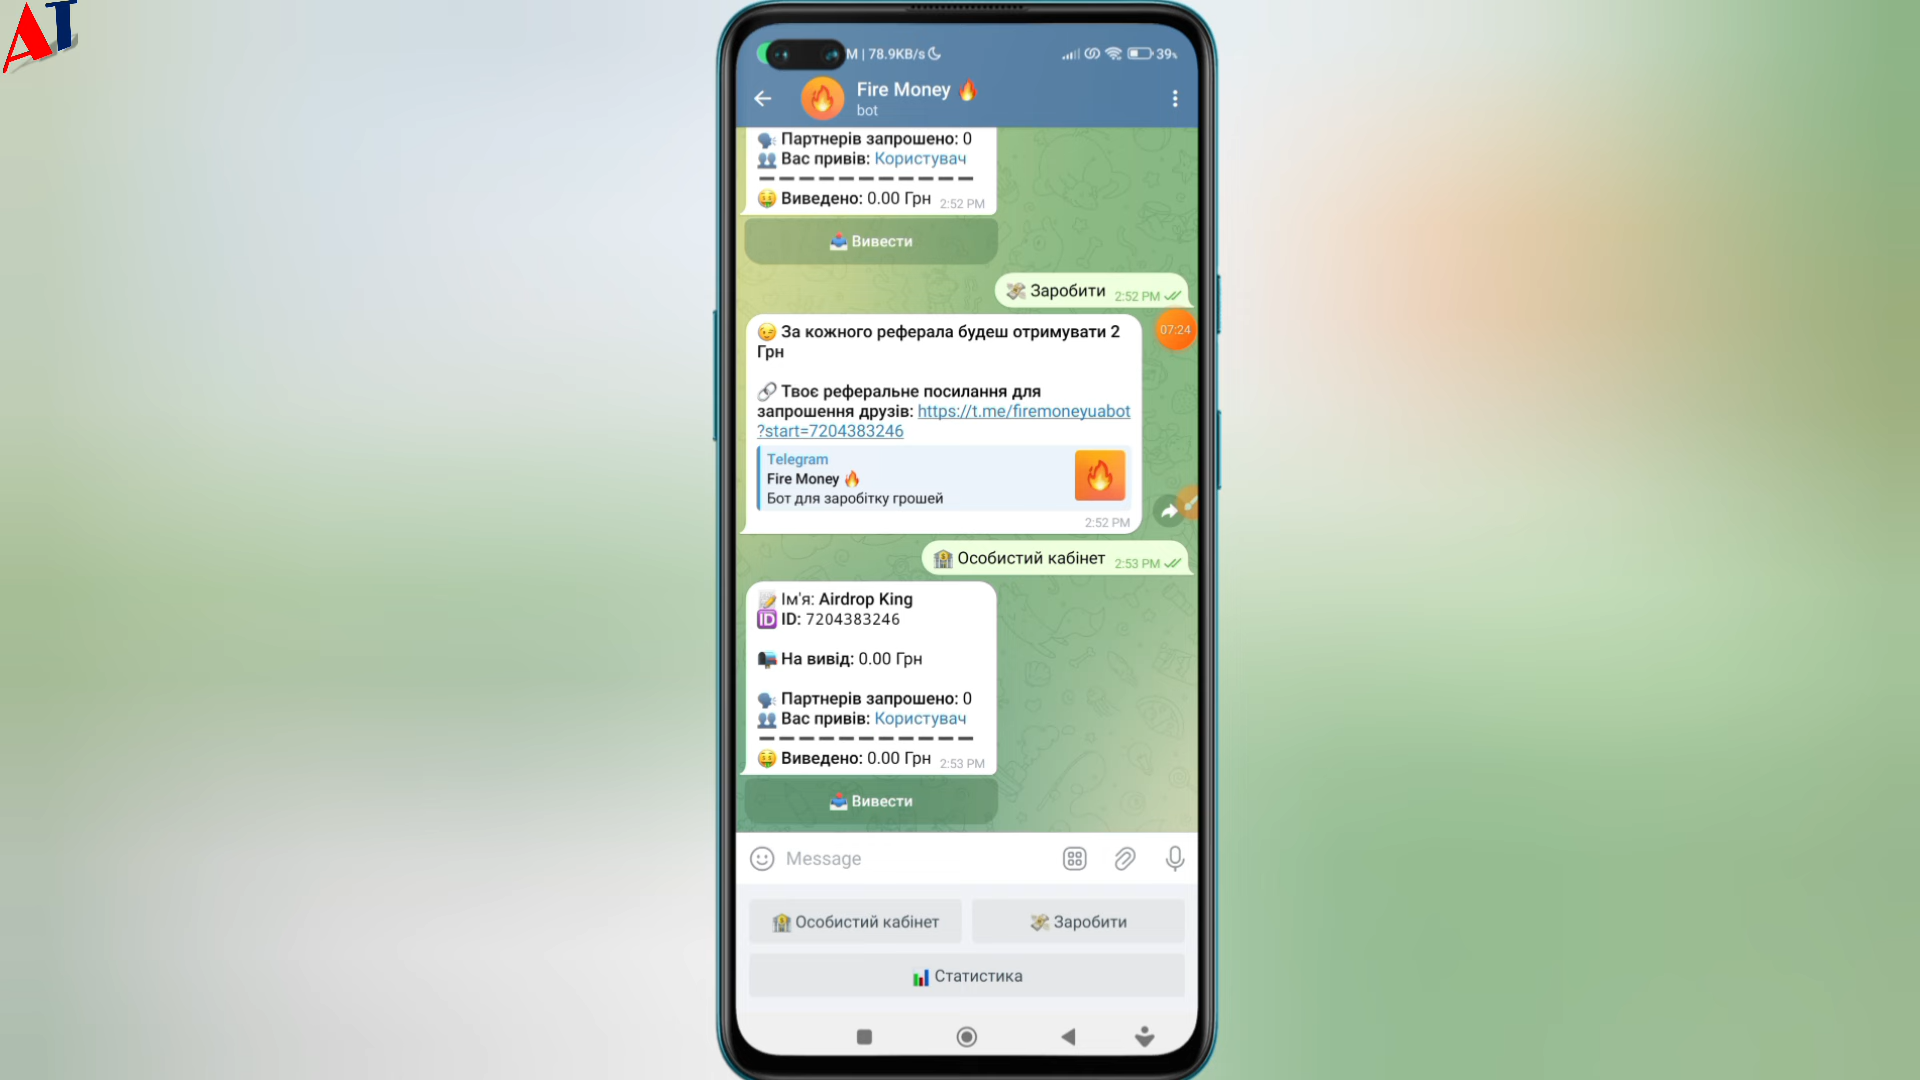 AT
M | 78.9KB/s
39%
Fire Money 🔥
bot
🗣 Партнерів запрошено: 0
👥 Вас привів: Користувач
➖➖➖➖➖➖➖➖➖➖➖
🤑 Виведено: 0.00 Грн 2:52 PM
📤 Вивести
💸 Заробити 2:52 PM
😉 За кожного реферала будеш отримувати 2
Грн
07:24
🔗 Твоє реферальне посилання для
запрошення друзів: https://t.me/firemoneyuabot
?start=7204383246
Telegram
Fire Money 🔥
Бот для заробітку грошей
2:52 PM
🏦 Особистий кабінет 2:53 PM
📝 Ім'я: Airdrop King
🆔 ID: 7204383246
📭 На вивід: 0.00 Грн
🗣 Партнерів запрошено: 0
👥 Вас привів: Користувач
➖➖➖➖➖➖➖➖➖➖➖
🤑 Виведено: 0.00 Грн 2:53 PM
📤 Вивести
Message
🏦 Особистий кабінет
💸 Заробити
📊 Статистика